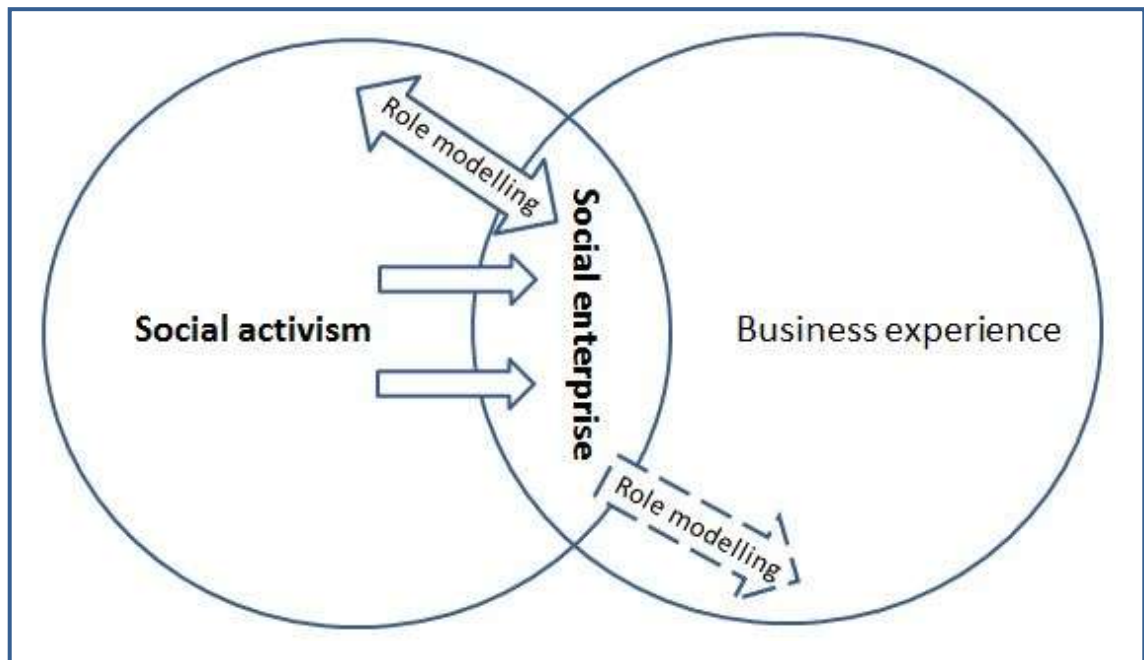 Role modelling
Social enterprise
Social activism
Business experience
Role modelling